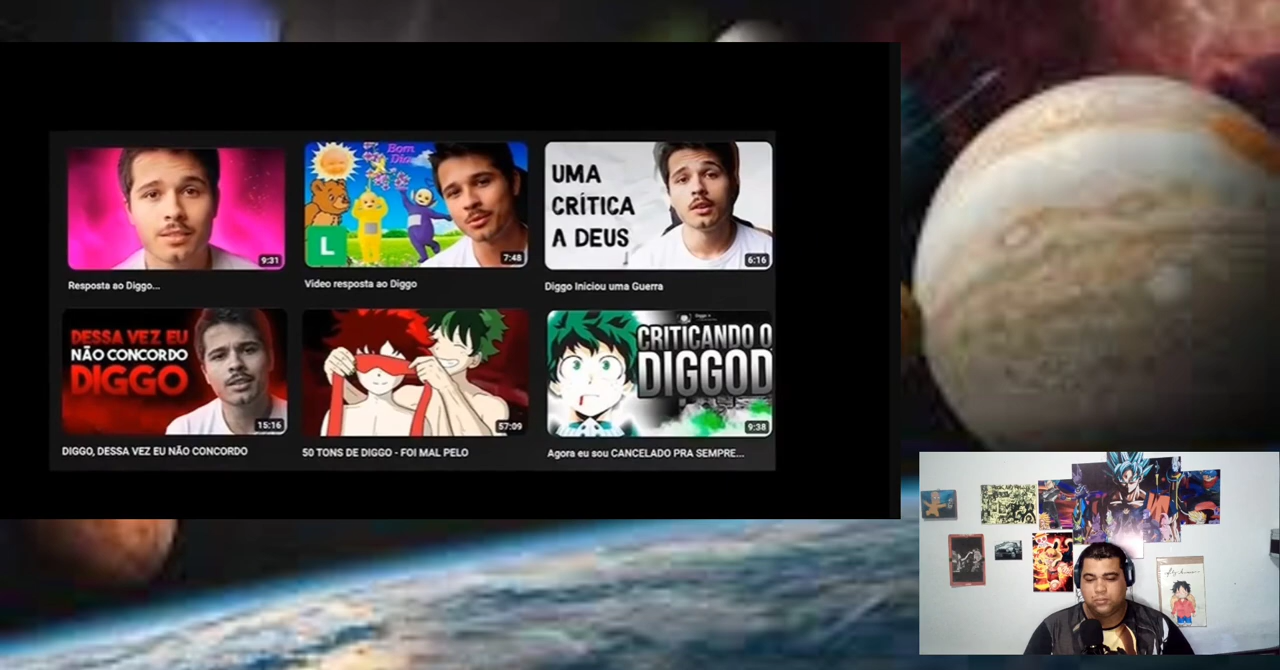 9:31
Resposta ao Diggo...
Bom
Dia
L
7:48
Vídeo resposta ao Diggo
UMA
CRÍTICA
A DEUS
6:16
Diggo Iniciou uma Guerra
DESSA VEZ EU
NÃO CONCORDO
DIGGO
15:16
DIGGO, DESSA VEZ EU NÃO CONCORDO
57:09
50 TONS DE DIGGO - FOI MAL PELO
CRITICANDO O
DIGGOD
9:38
Agora eu sou CANCELADO PRA SEMPRE...